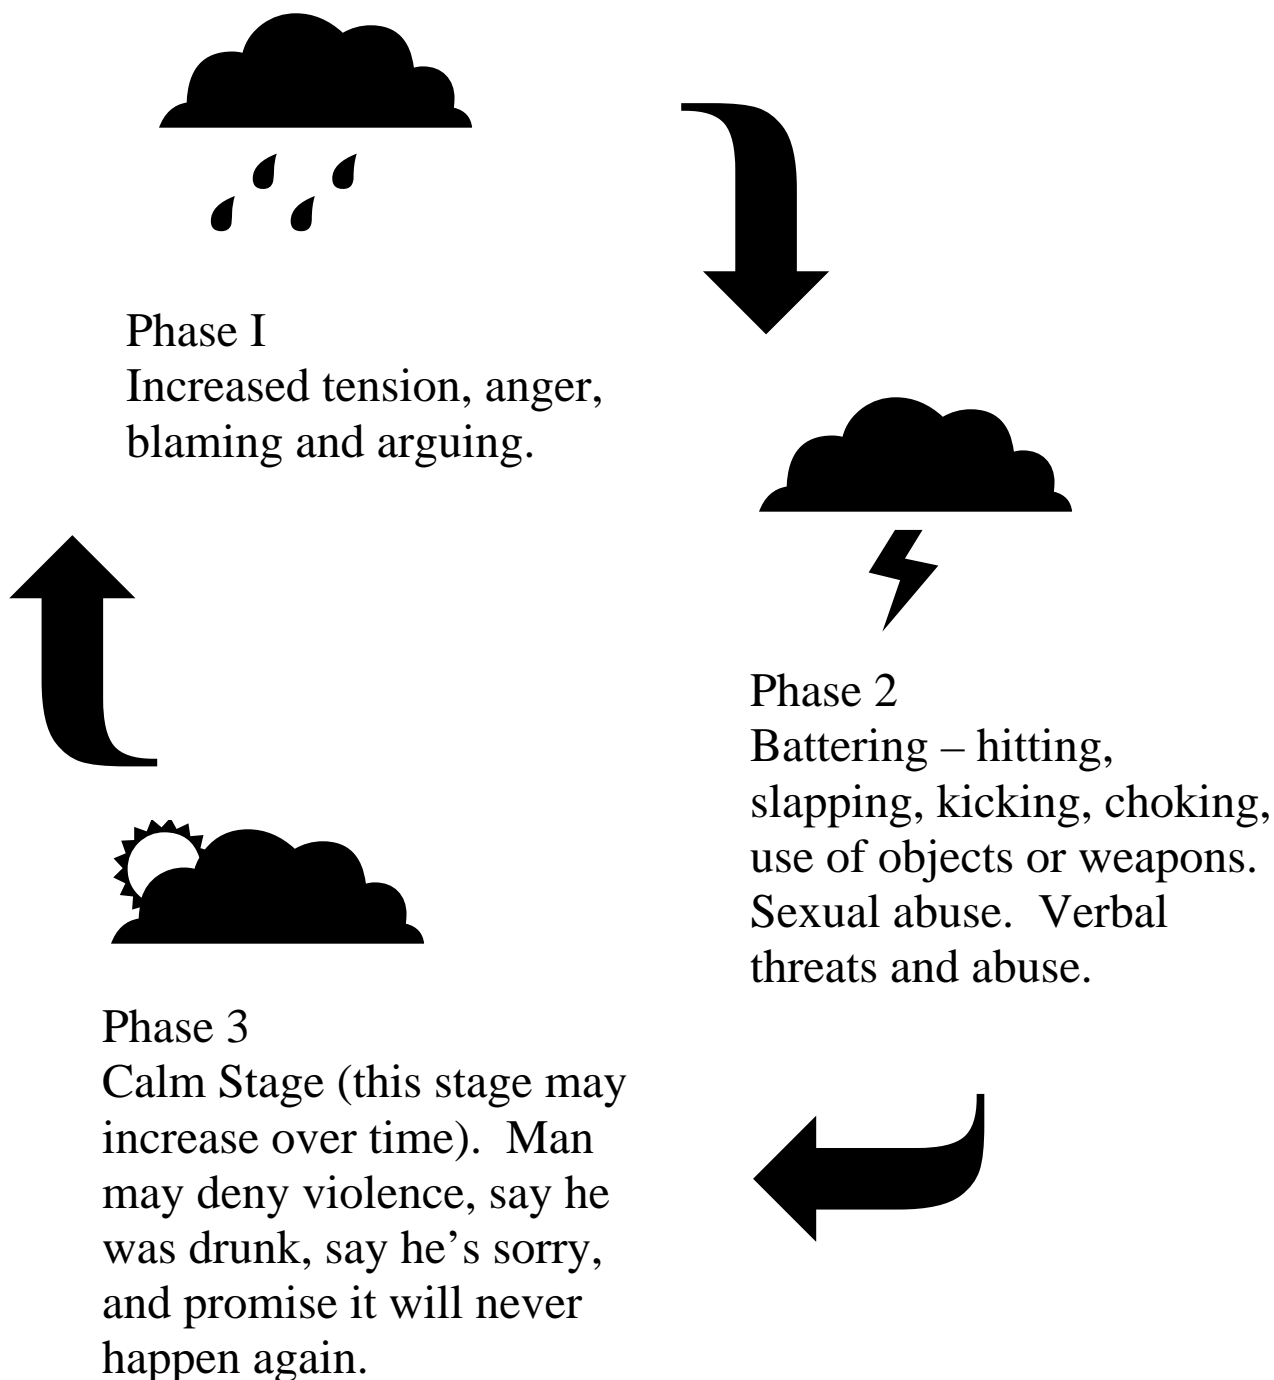 Phase I
Increased tension, anger,
blaming and arguing.
Phase 2
Battering – hitting,
slapping, kicking, choking,
use of objects or weapons.
Sexual abuse.  Verbal
threats and abuse.
Phase 3
Calm Stage (this stage may
increase over time).  Man
may deny violence, say he
was drunk, say he’s sorry,
and promise it will never
happen again.